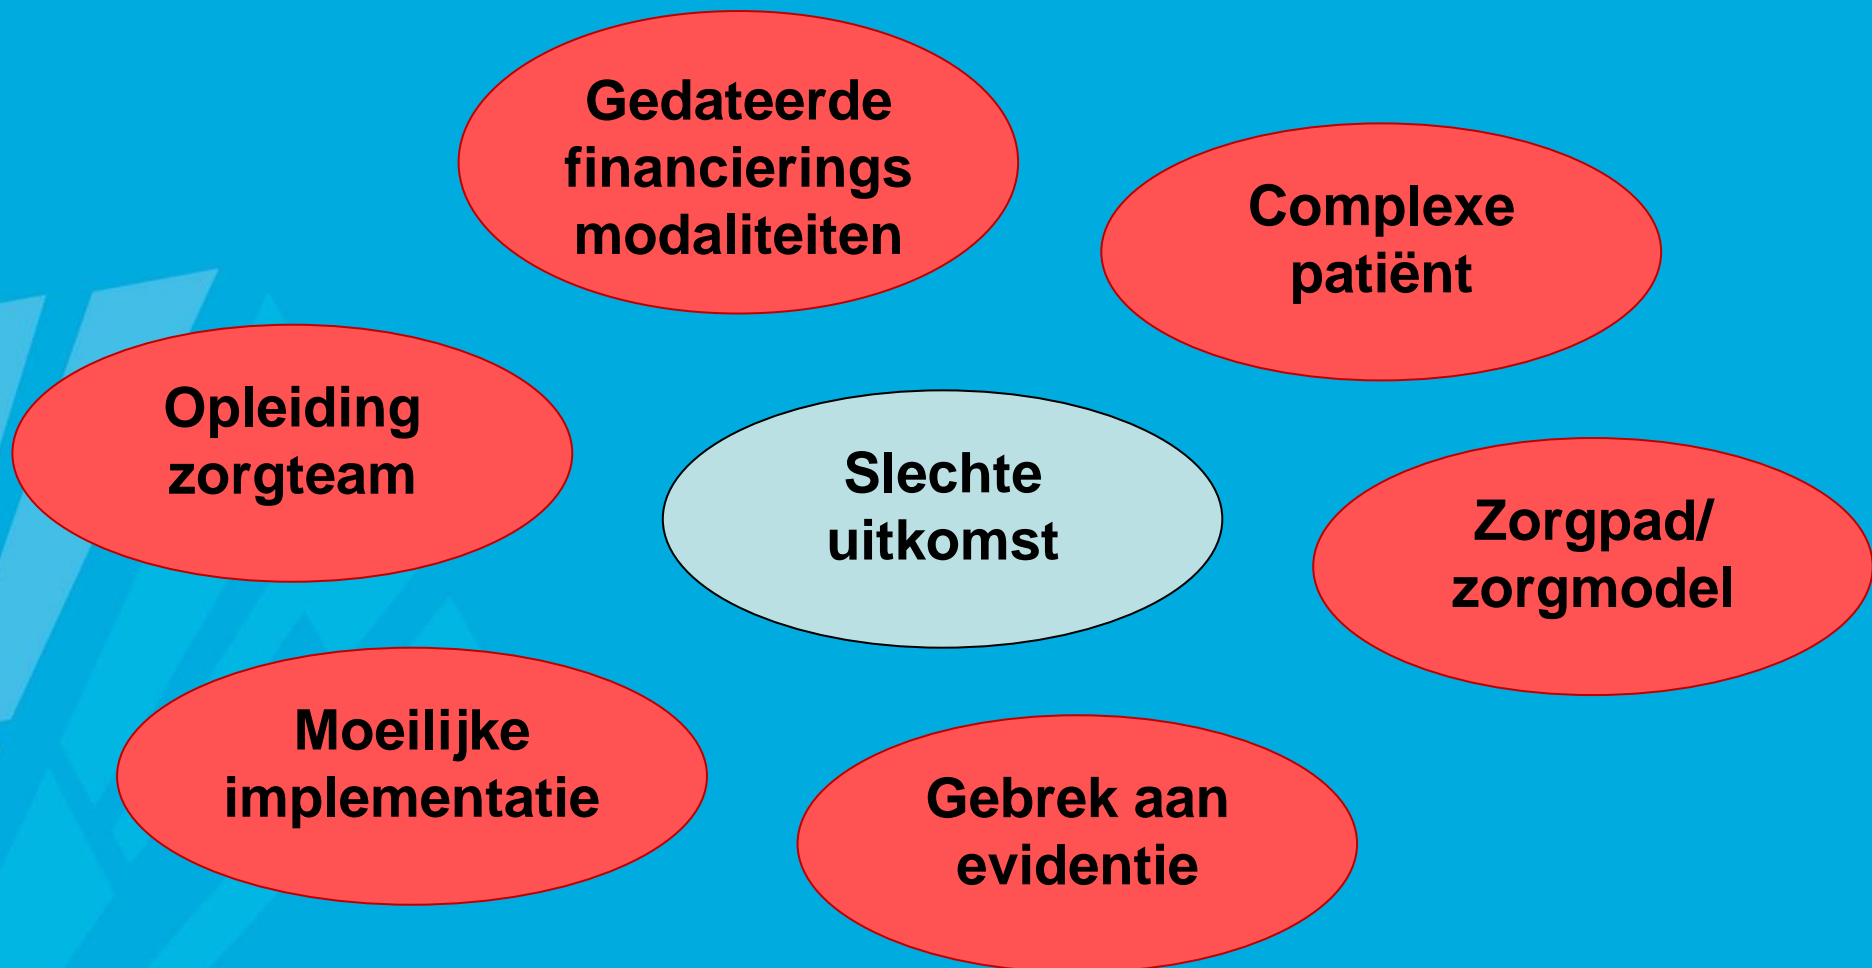 Gedateerde
financierings
modaliteiten
Complexe
patiënt
Opleiding
zorgteam
Slechte
uitkomst
Zorgpad/
zorgmodel
Moeilijke
implementatie
Gebrek aan
evidentie